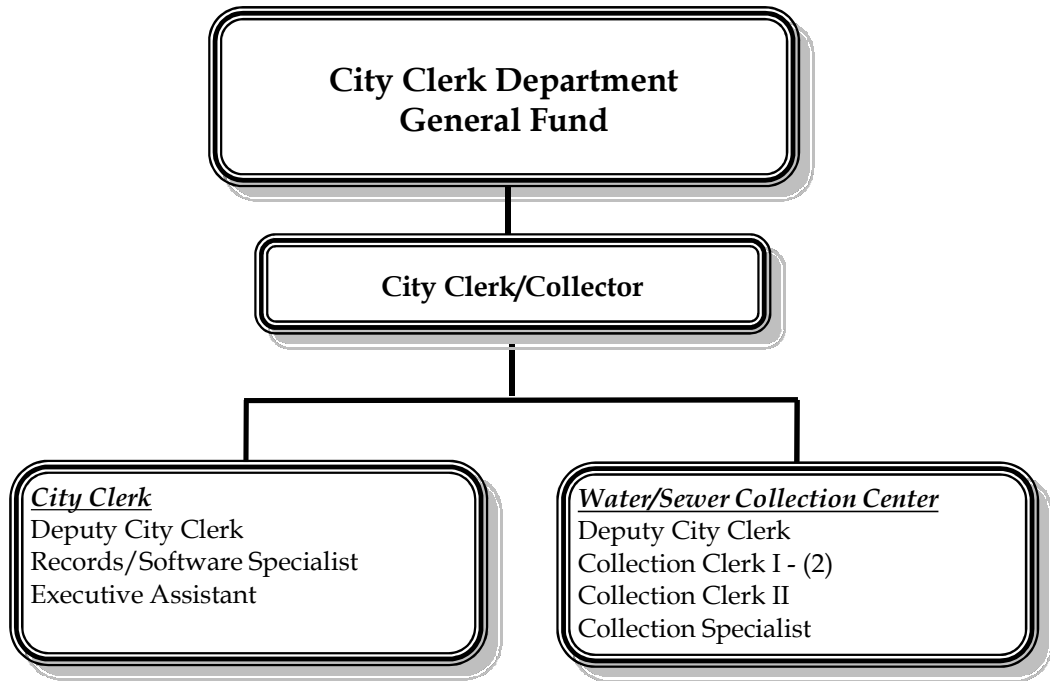 City Clerk Department
General Fund
City Clerk/Collector
City Clerk
Deputy City Clerk
Records/Software Specialist
Executive Assistant
Water/Sewer Collection Center
Deputy City Clerk
Collection Clerk I - (2)
Collection Clerk II
Collection Specialist